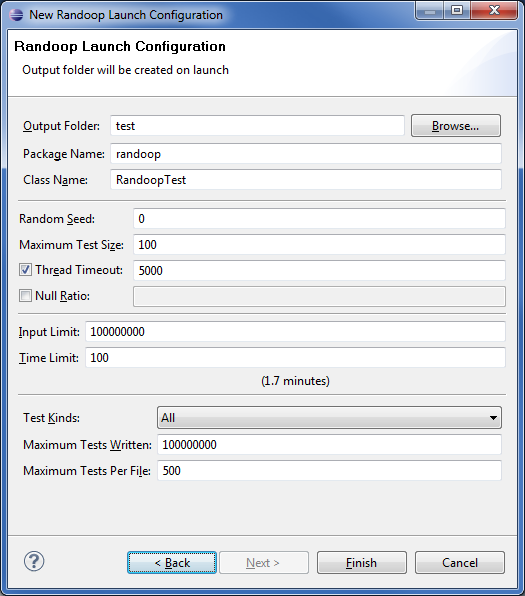 New Randoop Launch Configuration
Randoop Launch Configuration
Output folder will be created on launch
Output Folder: test Browse...
Package Name: randoop
Class Name: RandoopTest
Random Seed: 0
Maximum Test Size: 100
Thread Timeout: 5000
Null Ratio:
Input Limit: 100000000
Time Limit: 100
(1.7 minutes)
Test Kinds: All
Maximum Tests Written: 100000000
Maximum Tests Per File: 500
? < Back Next > Finish Cancel